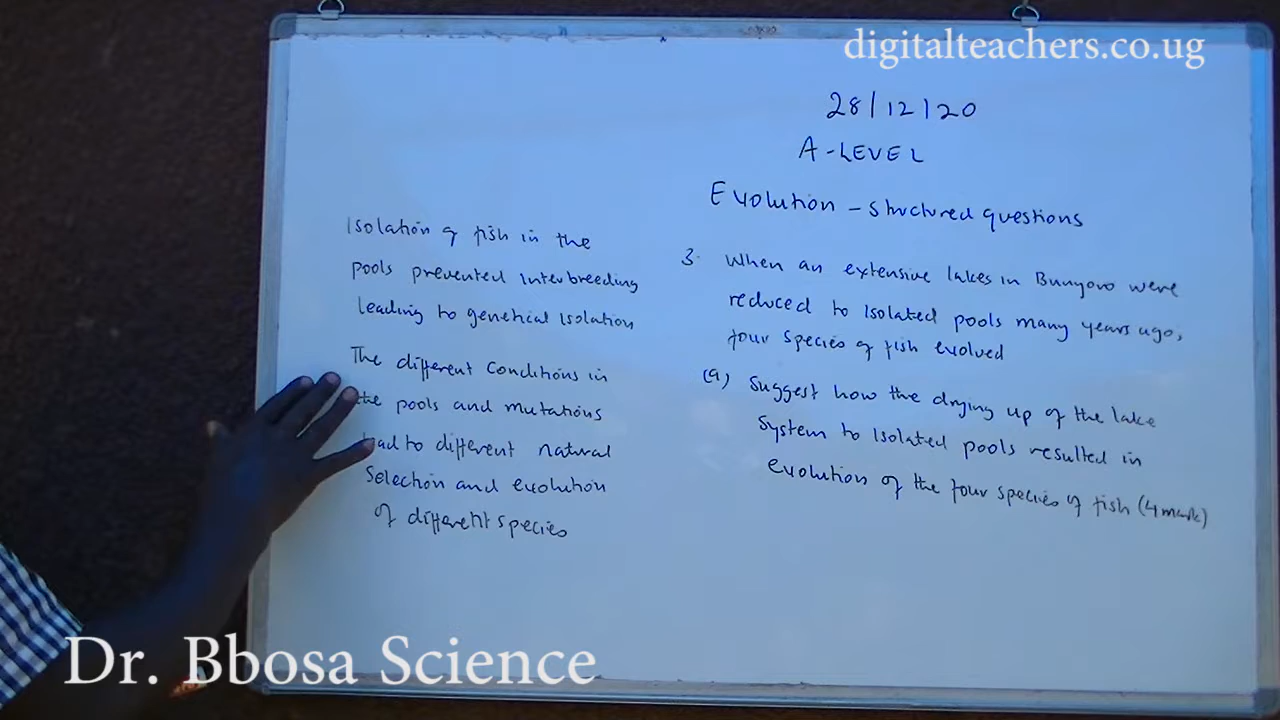 digitalteachers.co.ug
28/12/20
A-LEVEL
Evolution - structured questions
3. When an extensive lakes in Bunyoro were
reduced to isolated pools many years ago,
four species of fish evolved
(a) Suggest how the drying up of the lake
system to isolated pools resulted in
evolution of the four species of fish (4 mark)
Isolation of fish in the
pools prevented interbreeding
leading to genetical isolation
The different conditions in
the pools and mutations
lead to different natural
selection and evolution
of different species
Dr. Bbosa Science